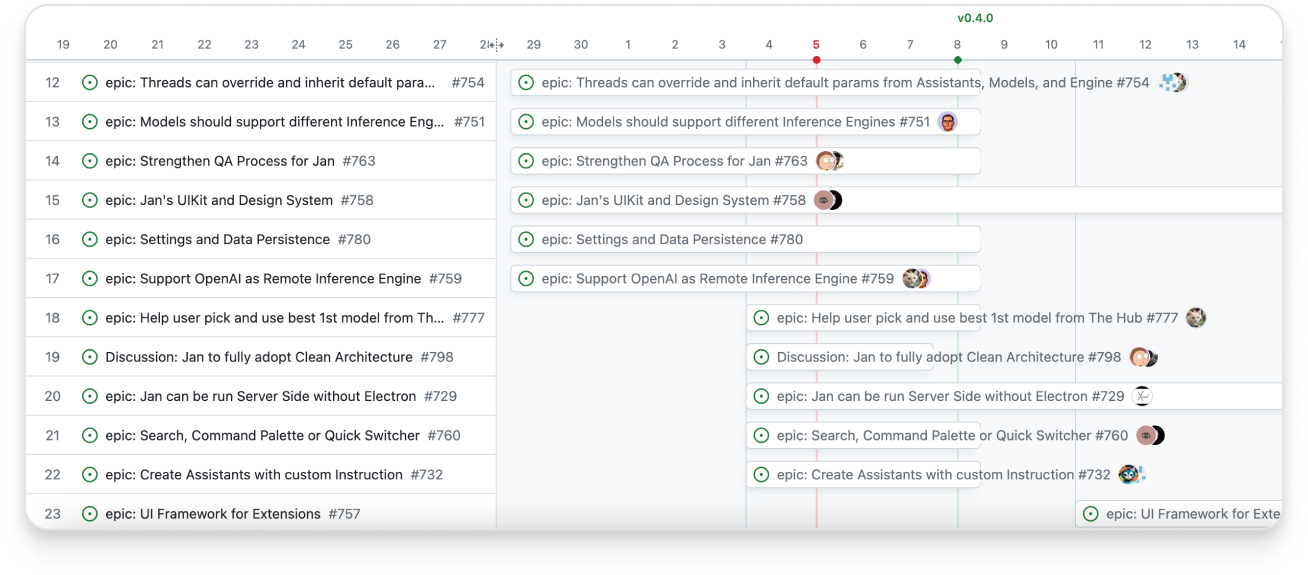 v0.4.0
19 20 21 22 23 24 25 26 27 29 30 1 2 3 4 5 6 7 8 9 10 11 12 13 14
12 epic: Threads can override and inherit default para... #754 epic: Threads can override and inherit default params from Assistants, Models, and Engine #754
13 epic: Models should support different Inference Eng... #751 epic: Models should support different Inference Engines #751
14 epic: Strengthen QA Process for Jan #763 epic: Strengthen QA Process for Jan #763
15 epic: Jan's UIKit and Design System #758 epic: Jan's UIKit and Design System #758
16 epic: Settings and Data Persistence #780 epic: Settings and Data Persistence #780
17 epic: Support OpenAI as Remote Inference Engine #759 epic: Support OpenAI as Remote Inference Engine #759
18 epic: Help user pick and use best 1st model from Th... #777 epic: Help user pick and use best 1st model from The Hub #777
19 Discussion: Jan to fully adopt Clean Architecture #798 Discussion: Jan to fully adopt Clean Architecture #798
20 epic: Jan can be run Server Side without Electron #729 epic: Jan can be run Server Side without Electron #729
21 epic: Search, Command Palette or Quick Switcher #760 epic: Search, Command Palette or Quick Switcher #760
22 epic: Create Assistants with custom Instruction #732 epic: Create Assistants with custom Instruction #732
23 epic: UI Framework for Extensions #757 epic: UI Framework for Exte